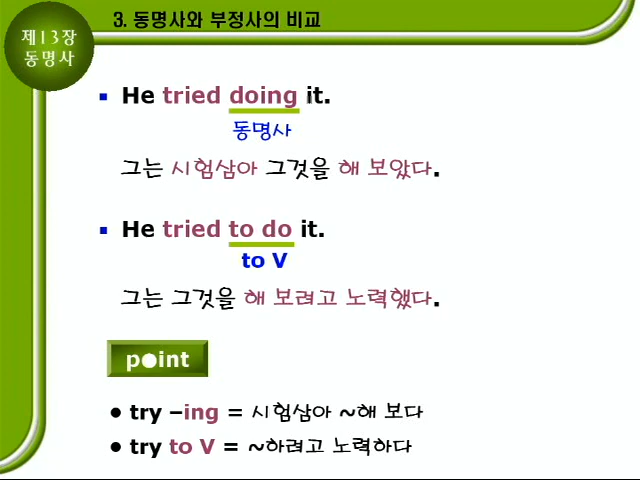 3. 동명사와 부정사의 비교
제13장
동명사
He tried doing it.
동명사
그는 시험삼아 그것을 해 보았다.
He tried to do it.
to V
그는 그것을 해 보려고 노력했다.
point
• try –ing = 시험삼아 ~해 보다
• try to V = ~하려고 노력하다